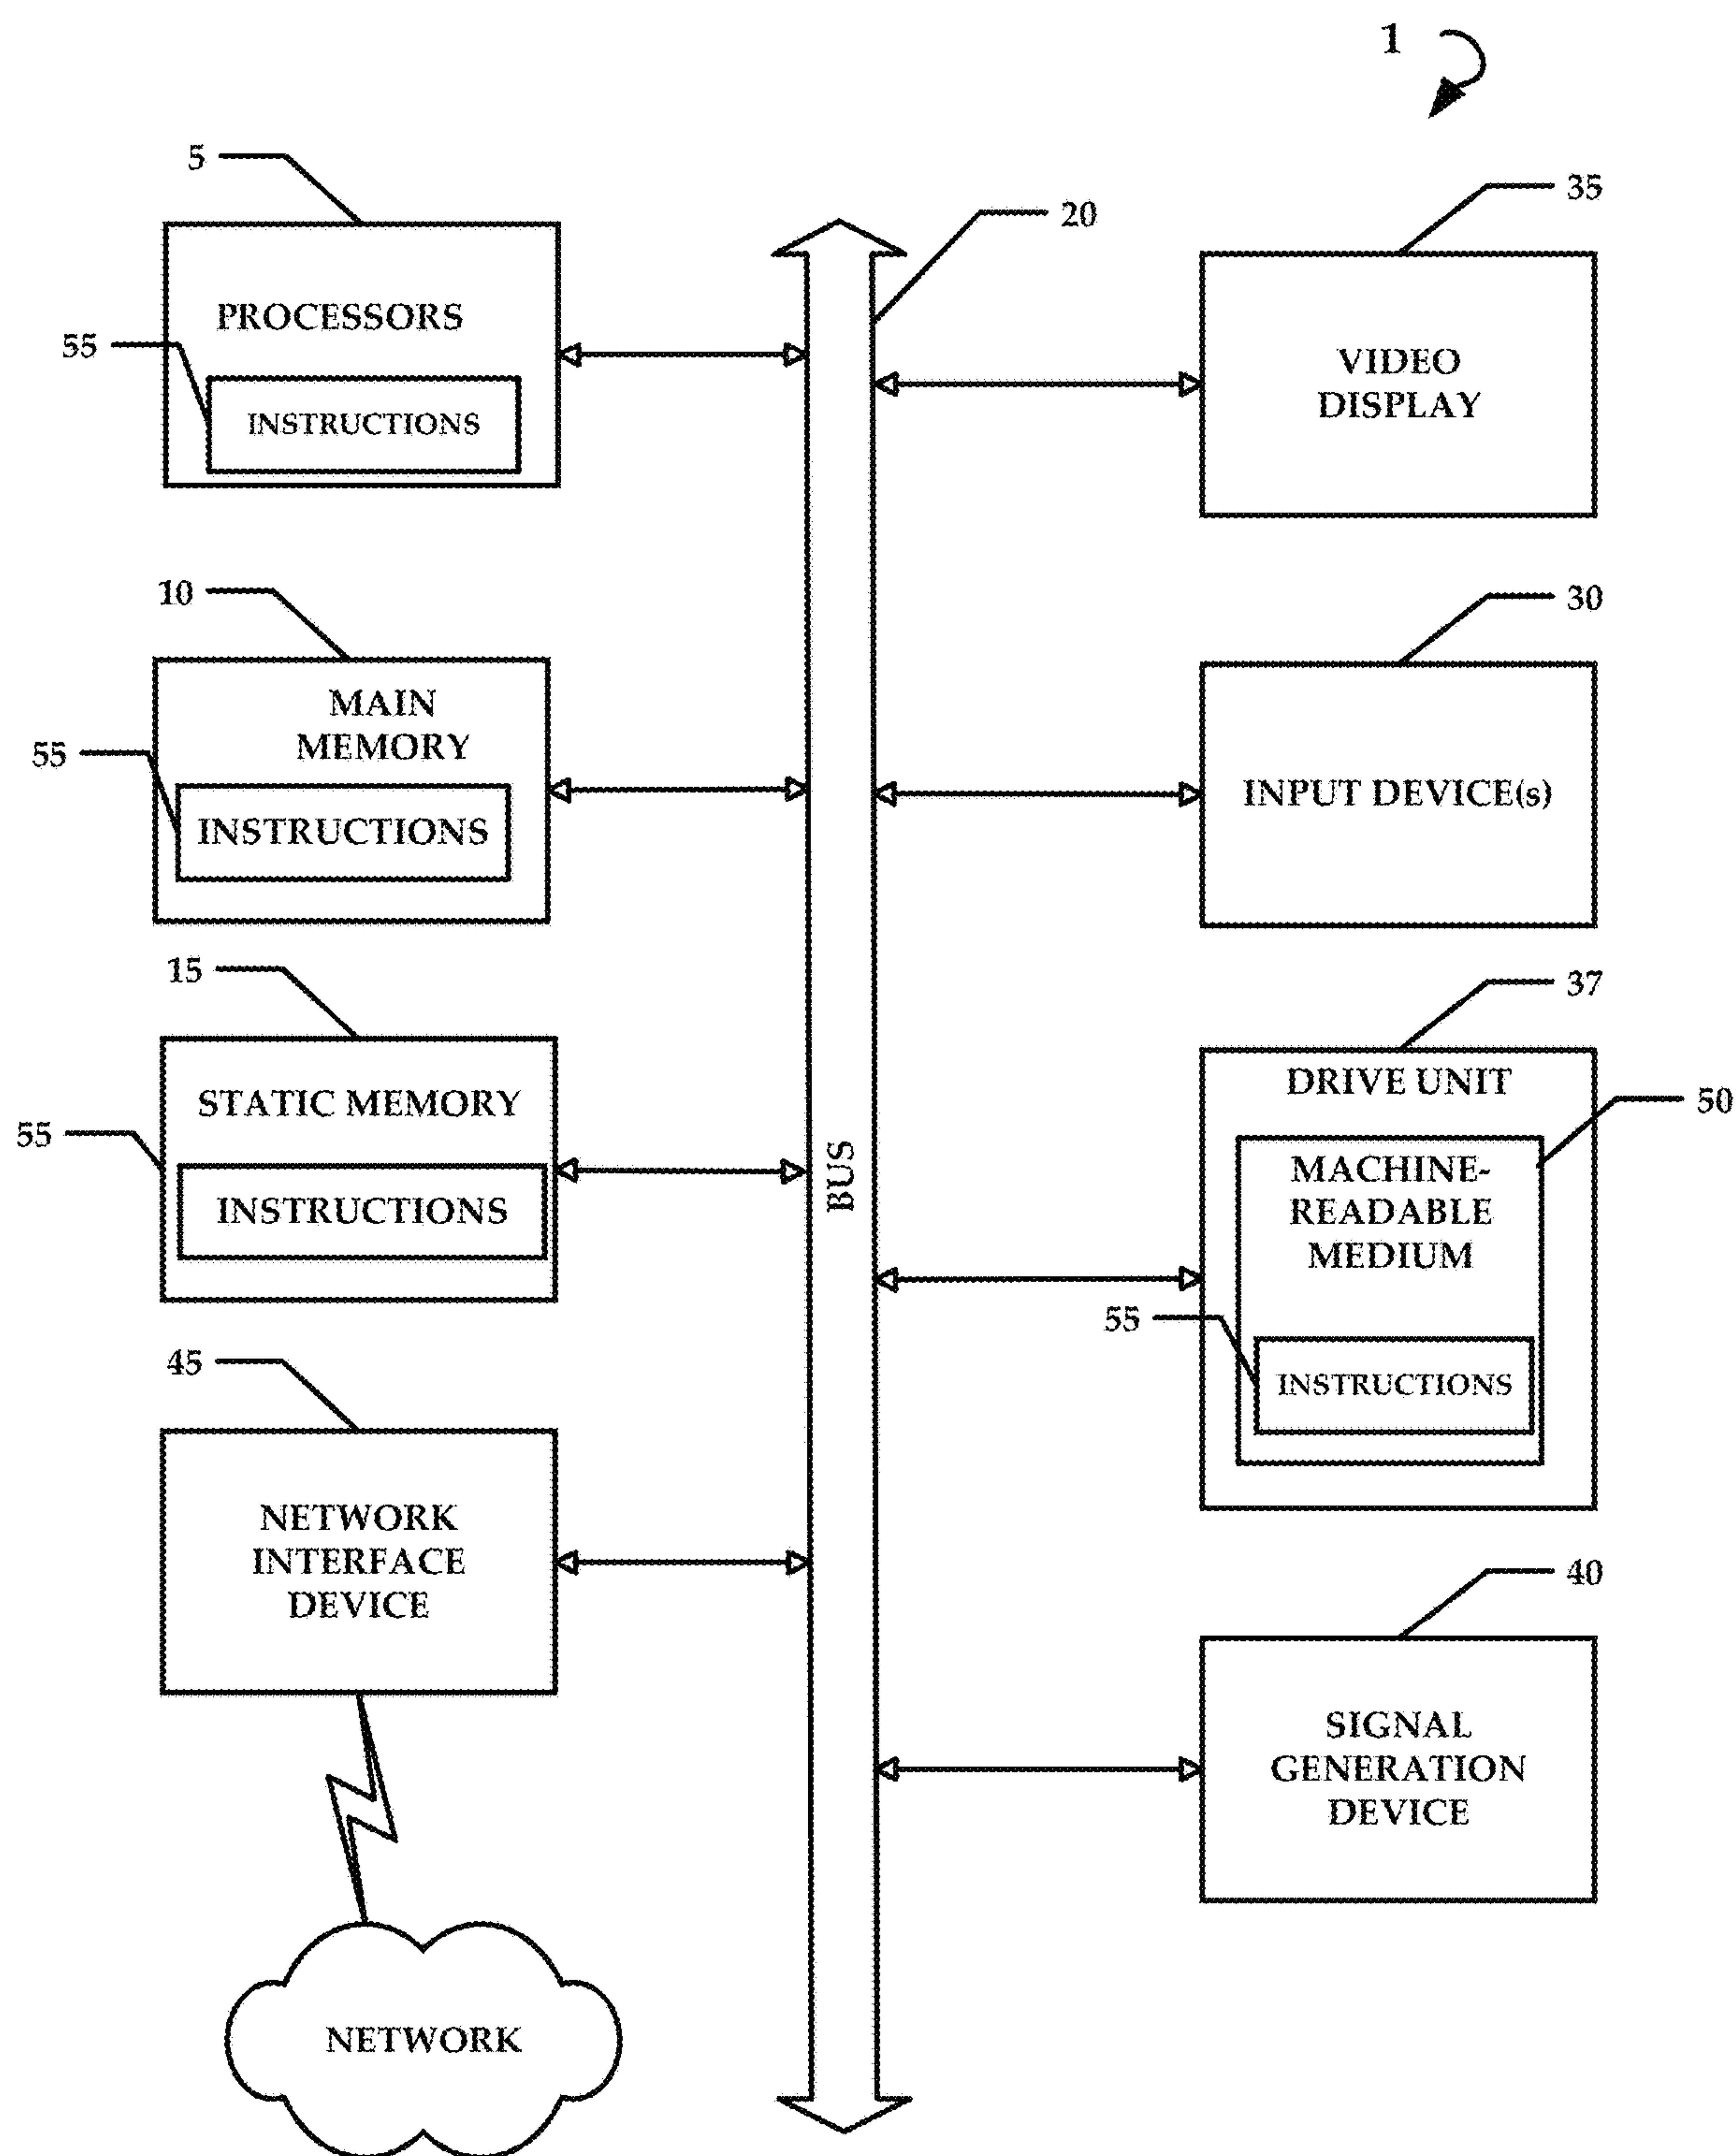 1
5
PROCESSORS
55
INSTRUCTIONS
10
MAIN
MEMORY
55
INSTRUCTIONS
15
STATIC MEMORY
55
INSTRUCTIONS
45
NETWORK
INTERFACE
DEVICE
NETWORK
20
BUS
35
VIDEO
DISPLAY
30
INPUT DEVICE(s)
37
DRIVE UNIT
50
MACHINE-
READABLE
MEDIUM
55
INSTRUCTIONS
40
SIGNAL
GENERATION
DEVICE